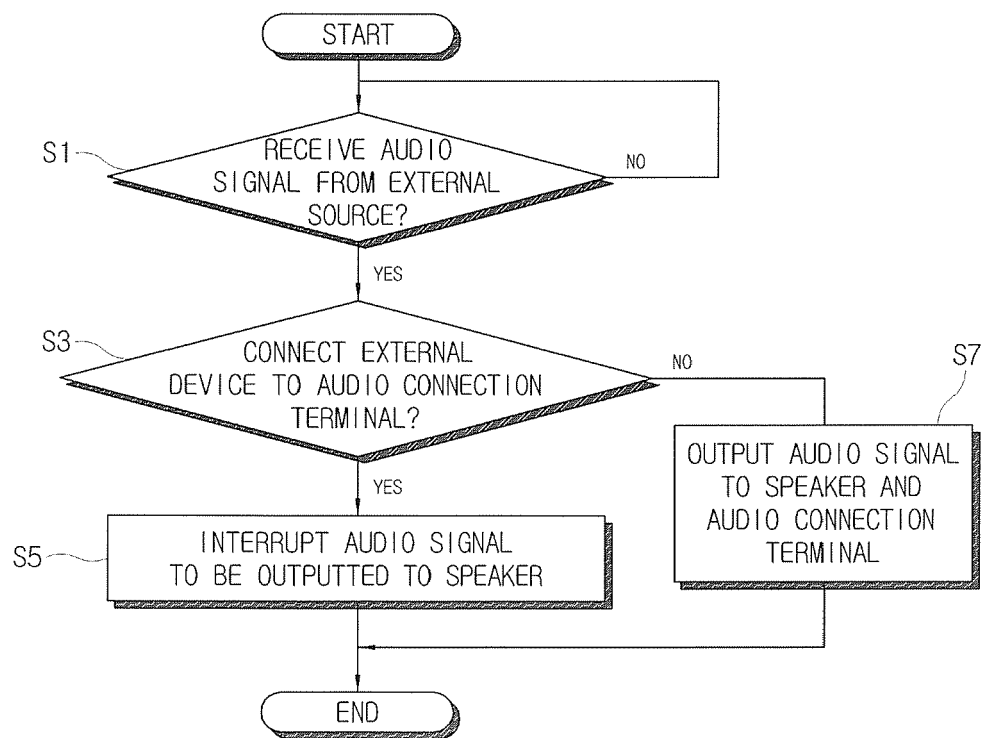 START
S1
RECEIVE AUDIO
SIGNAL FROM EXTERNAL
SOURCE?
NO
YES
S3
CONNECT EXTERNAL
DEVICE TO AUDIO CONNECTION
TERMINAL?
NO
S7
YES
OUTPUT AUDIO SIGNAL
TO SPEAKER AND
AUDIO CONNECTION
TERMINAL
S5
INTERRUPT AUDIO SIGNAL
TO BE OUTPUTTED TO SPEAKER
END